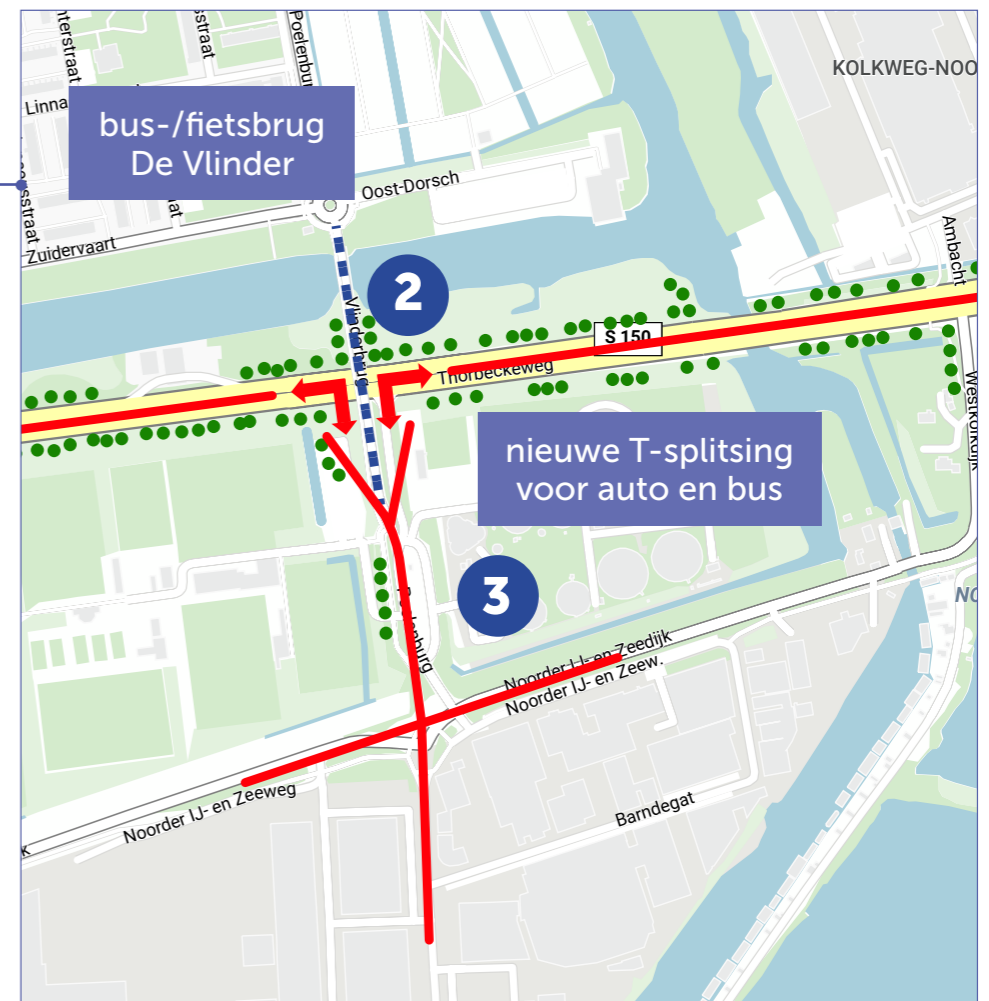 Poelenbur
Linna
bus-/fietsbrug
De Vlinder
KOLKWEG-NOO
Oost-Dorsch
Zuidervaart
Ambacht
2
Vlinderbrug
S 150
Thorbeckeweg
Westkolkdijk
nieuwe T-splitsing
voor auto en bus
3
Poelenburg
Noorder IJ- en Zeedijk
Noorder IJ- en Zeew.
Noorder IJ- en Zeeweg
Barndegat